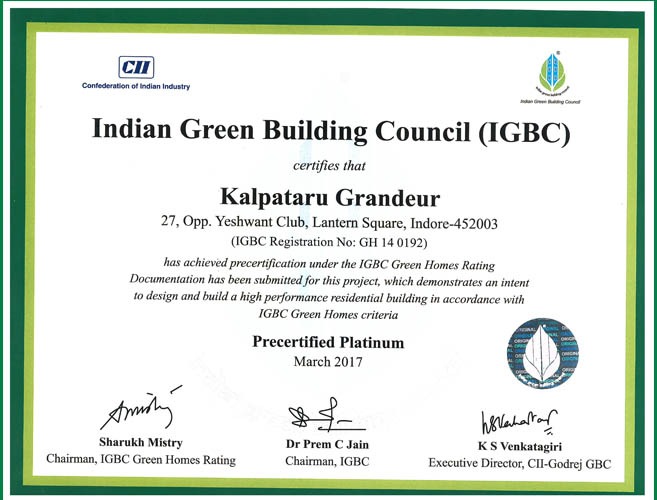 CII
Confederation of Indian Industry
Indian Green Building Council
Indian Green Building Council (IGBC)
certifies that
Kalpataru Grandeur
27, Opp. Yeshwant Club, Lantern Square, Indore-452003
(IGBC Registration No: GH 14 0192)
has achieved precertification under the IGBC Green Homes Rating
Documentation has been submitted for this project, which demonstrates an intent
to design and build a high performance residential building in accordance with
IGBC Green Homes criteria
Precertified Platinum
March 2017
ORIGINAL
Sharukh Mistry
Chairman, IGBC Green Homes Rating
Dr Prem C Jain
Chairman, IGBC
K S Venkatagiri
Executive Director, CII-Godrej GBC